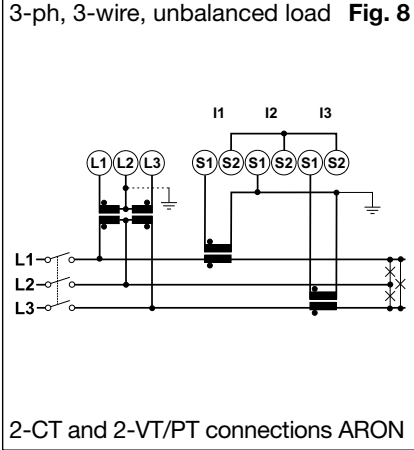 3-ph, 3-wire, unbalanced load Fig. 8
I1 I2 I3
L1 L2 L3 S1 S2 S1 S2 S1 S2
L1
L2
L3
2-CT and 2-VT/PT connections ARON